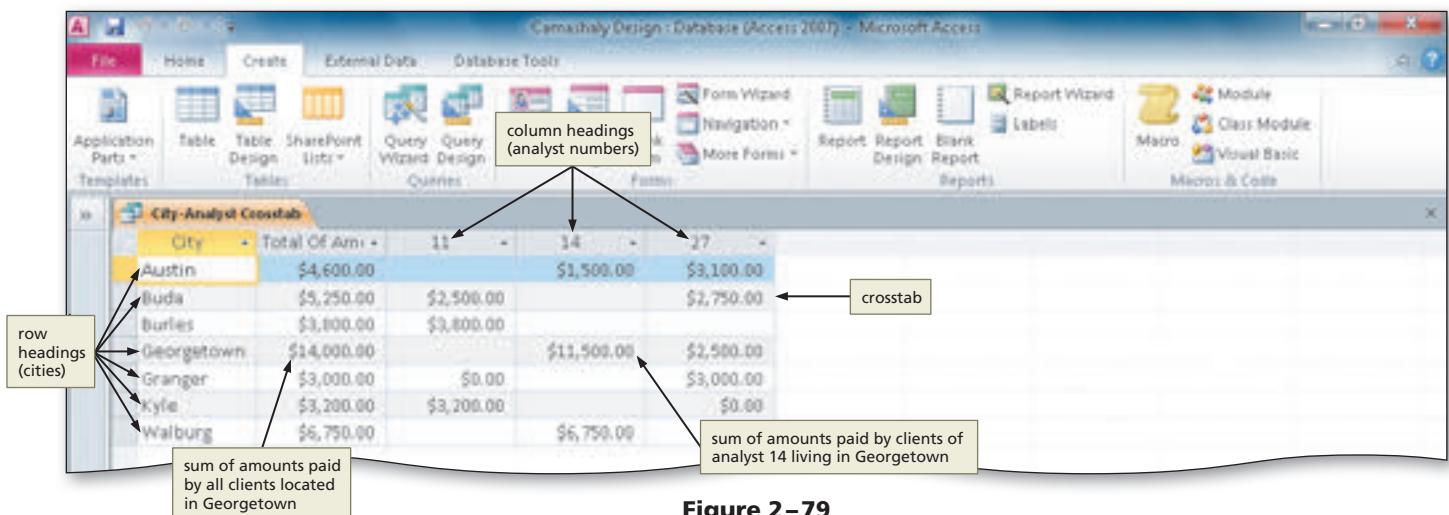 Camashaly Design : Database (Access 2007) - Microsoft Access
File Home Create External Data Database Tools
Application Parts
Table
Table Design
SharePoint Lists
Query Wizard
Query Design
Form Wizard
Navigation
More Forms
Report
Report Design
Blank Report
Report Wizard
Labels
Macro
Module
Class Module
Visual Basic
Templates Tables Queries Forms Reports Macros & Code
column headings
(analyst numbers)
City-Analyst Crosstab
City Total Of Am 11 14 27
Austin $4,600.00 $1,500.00 $3,100.00
Buda $5,250.00 $2,500.00 $2,750.00
Burles $3,800.00 $3,800.00
Georgetown $14,000.00 $11,500.00 $2,500.00
Granger $3,000.00 $0.00 $3,000.00
Kyle $3,200.00 $3,200.00 $0.00
Walburg $6,750.00 $6,750.00
crosstab
row
headings
(cities)
sum of amounts paid
by all clients located
in Georgetown
sum of amounts paid by clients of
analyst 14 living in Georgetown
Figure 2–79